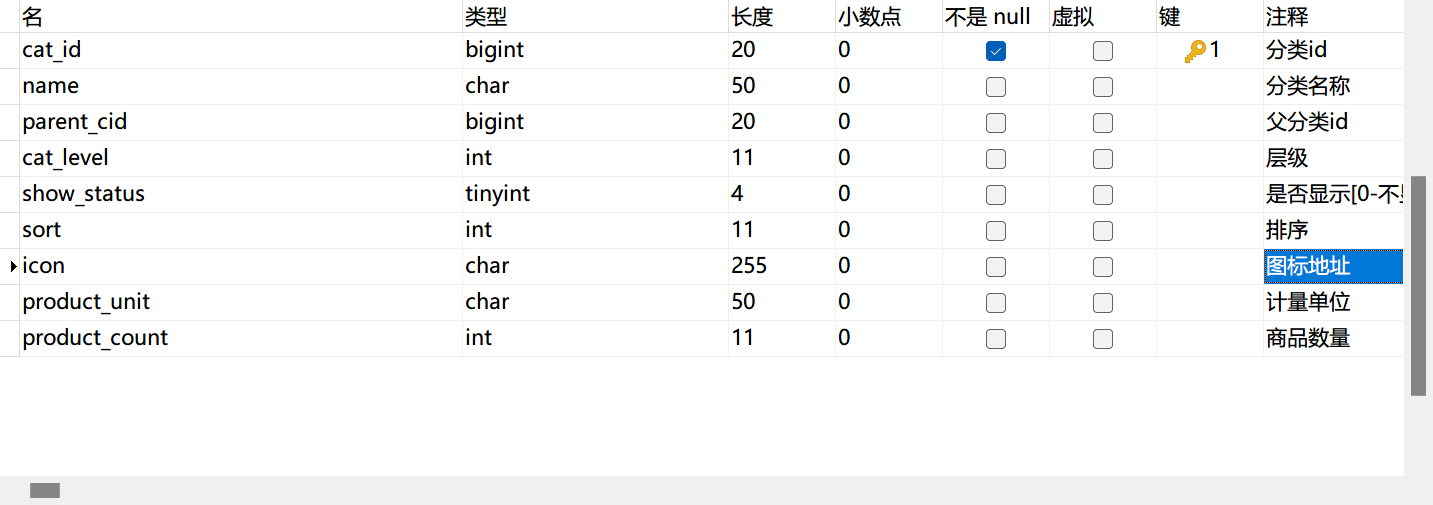 名 类型 长度 小数点 不是 null 虚拟 键 注释
cat_id bigint 20 0 1 分类id
name char 50 0 分类名称
parent_cid bigint 20 0 父分类id
cat_level int 11 0 层级
show_status tinyint 4 0 是否显示[0-不
sort int 11 0 排序
icon char 255 0 图标地址
product_unit char 50 0 计量单位
product_count int 11 0 商品数量